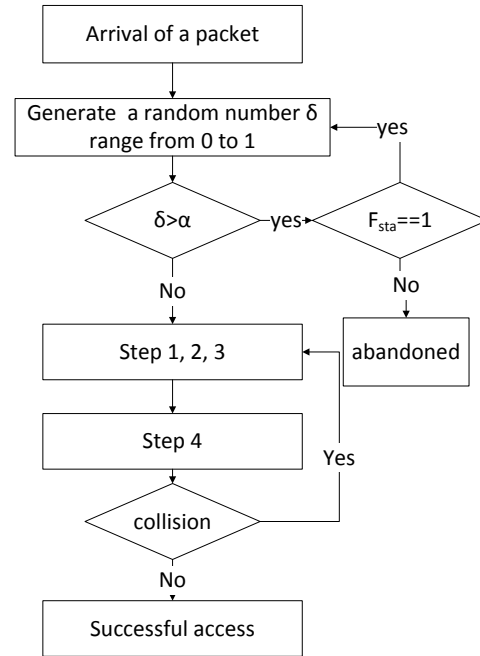 Arrival of a packet
Generate a random number δ
range from 0 to 1
yes
δ>α
yes
F_sta==1
No
No
Step 1, 2, 3
abandoned
Step 4
Yes
collision
No
Successful access